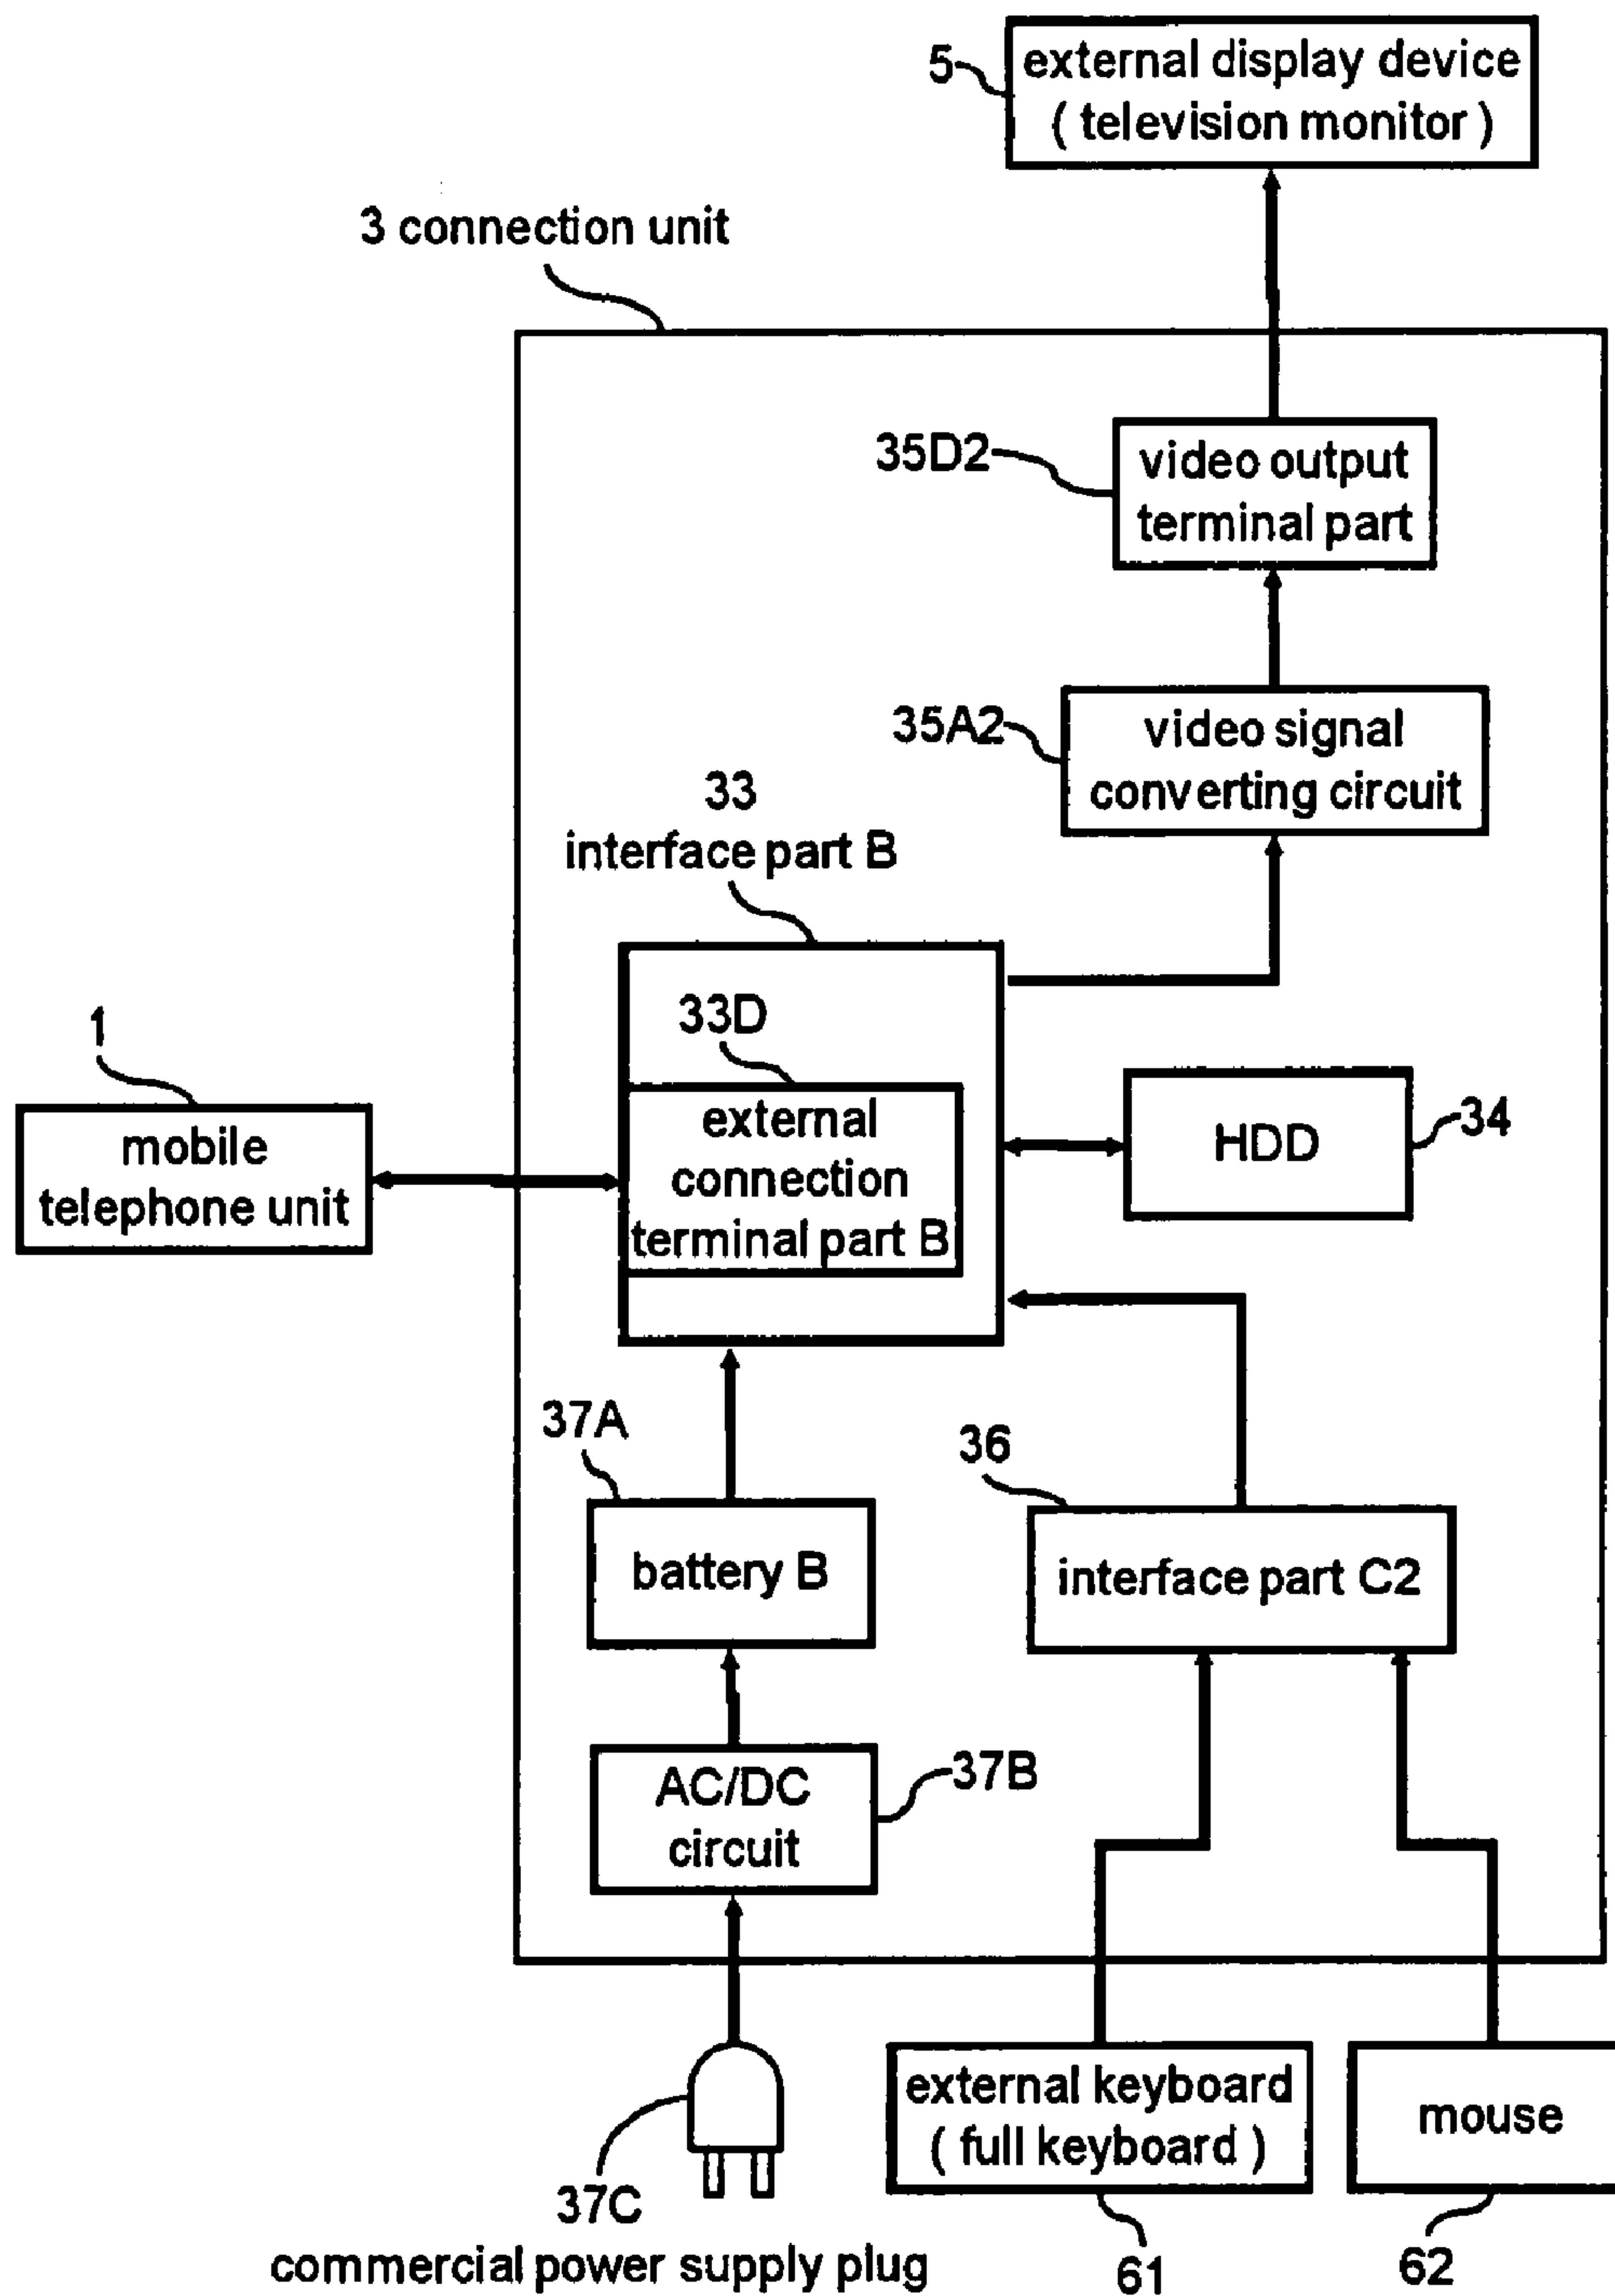 5
external display device
( television monitor )
3 connection unit
35D2
video output
terminal part
35A2
video signal
converting circuit
33
interface part B
33D
external
connection
terminal part B
1
mobile
telephone unit
HDD
34
37A
battery B
36
interface part C2
AC/DC
circuit
37B
37C
commercial power supply plug
external keyboard
( full keyboard )
61
mouse
62